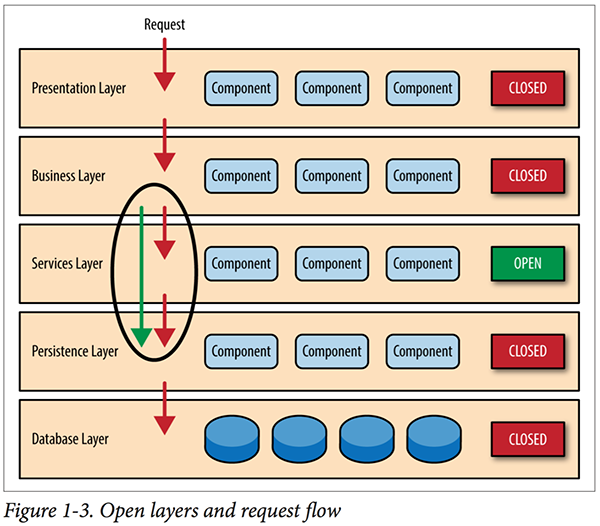 Request
Presentation Layer Component Component Component CLOSED
Business Layer Component Component Component CLOSED
Services Layer Component Component Component OPEN
Persistence Layer Component Component Component CLOSED
Database Layer CLOSED
Figure 1-3. Open layers and request flow